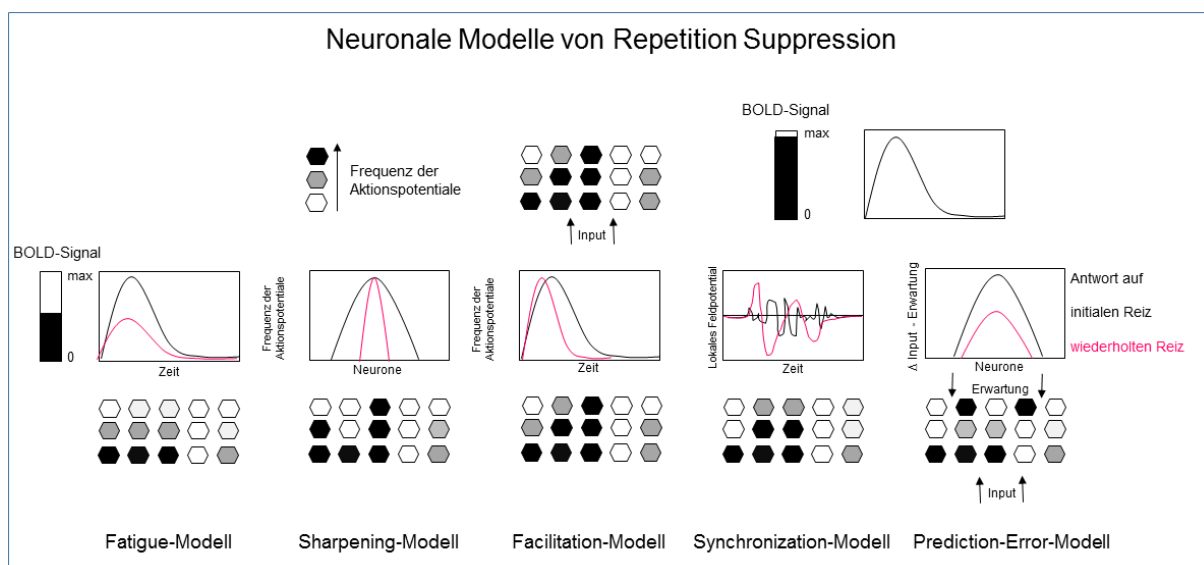 Neuronale Modelle von Repetition Suppression
BOLD-Signal
max
0
Frequenz der
Aktionspotentiale
Input
BOLD-Signal
max
0
Zeit
Frequenz der
Aktionspotentiale
Neurone
Frequenz der
Aktionspotentiale
Zeit
Lokales Feldpotential
Zeit
Δ Input - Erwartung
Neurone
Antwort auf
initialen Reiz
wiederholten Reiz
Erwartung
Input
Fatigue-Modell
Sharpening-Modell
Facilitation-Modell
Synchronization-Modell
Prediction-Error-Modell